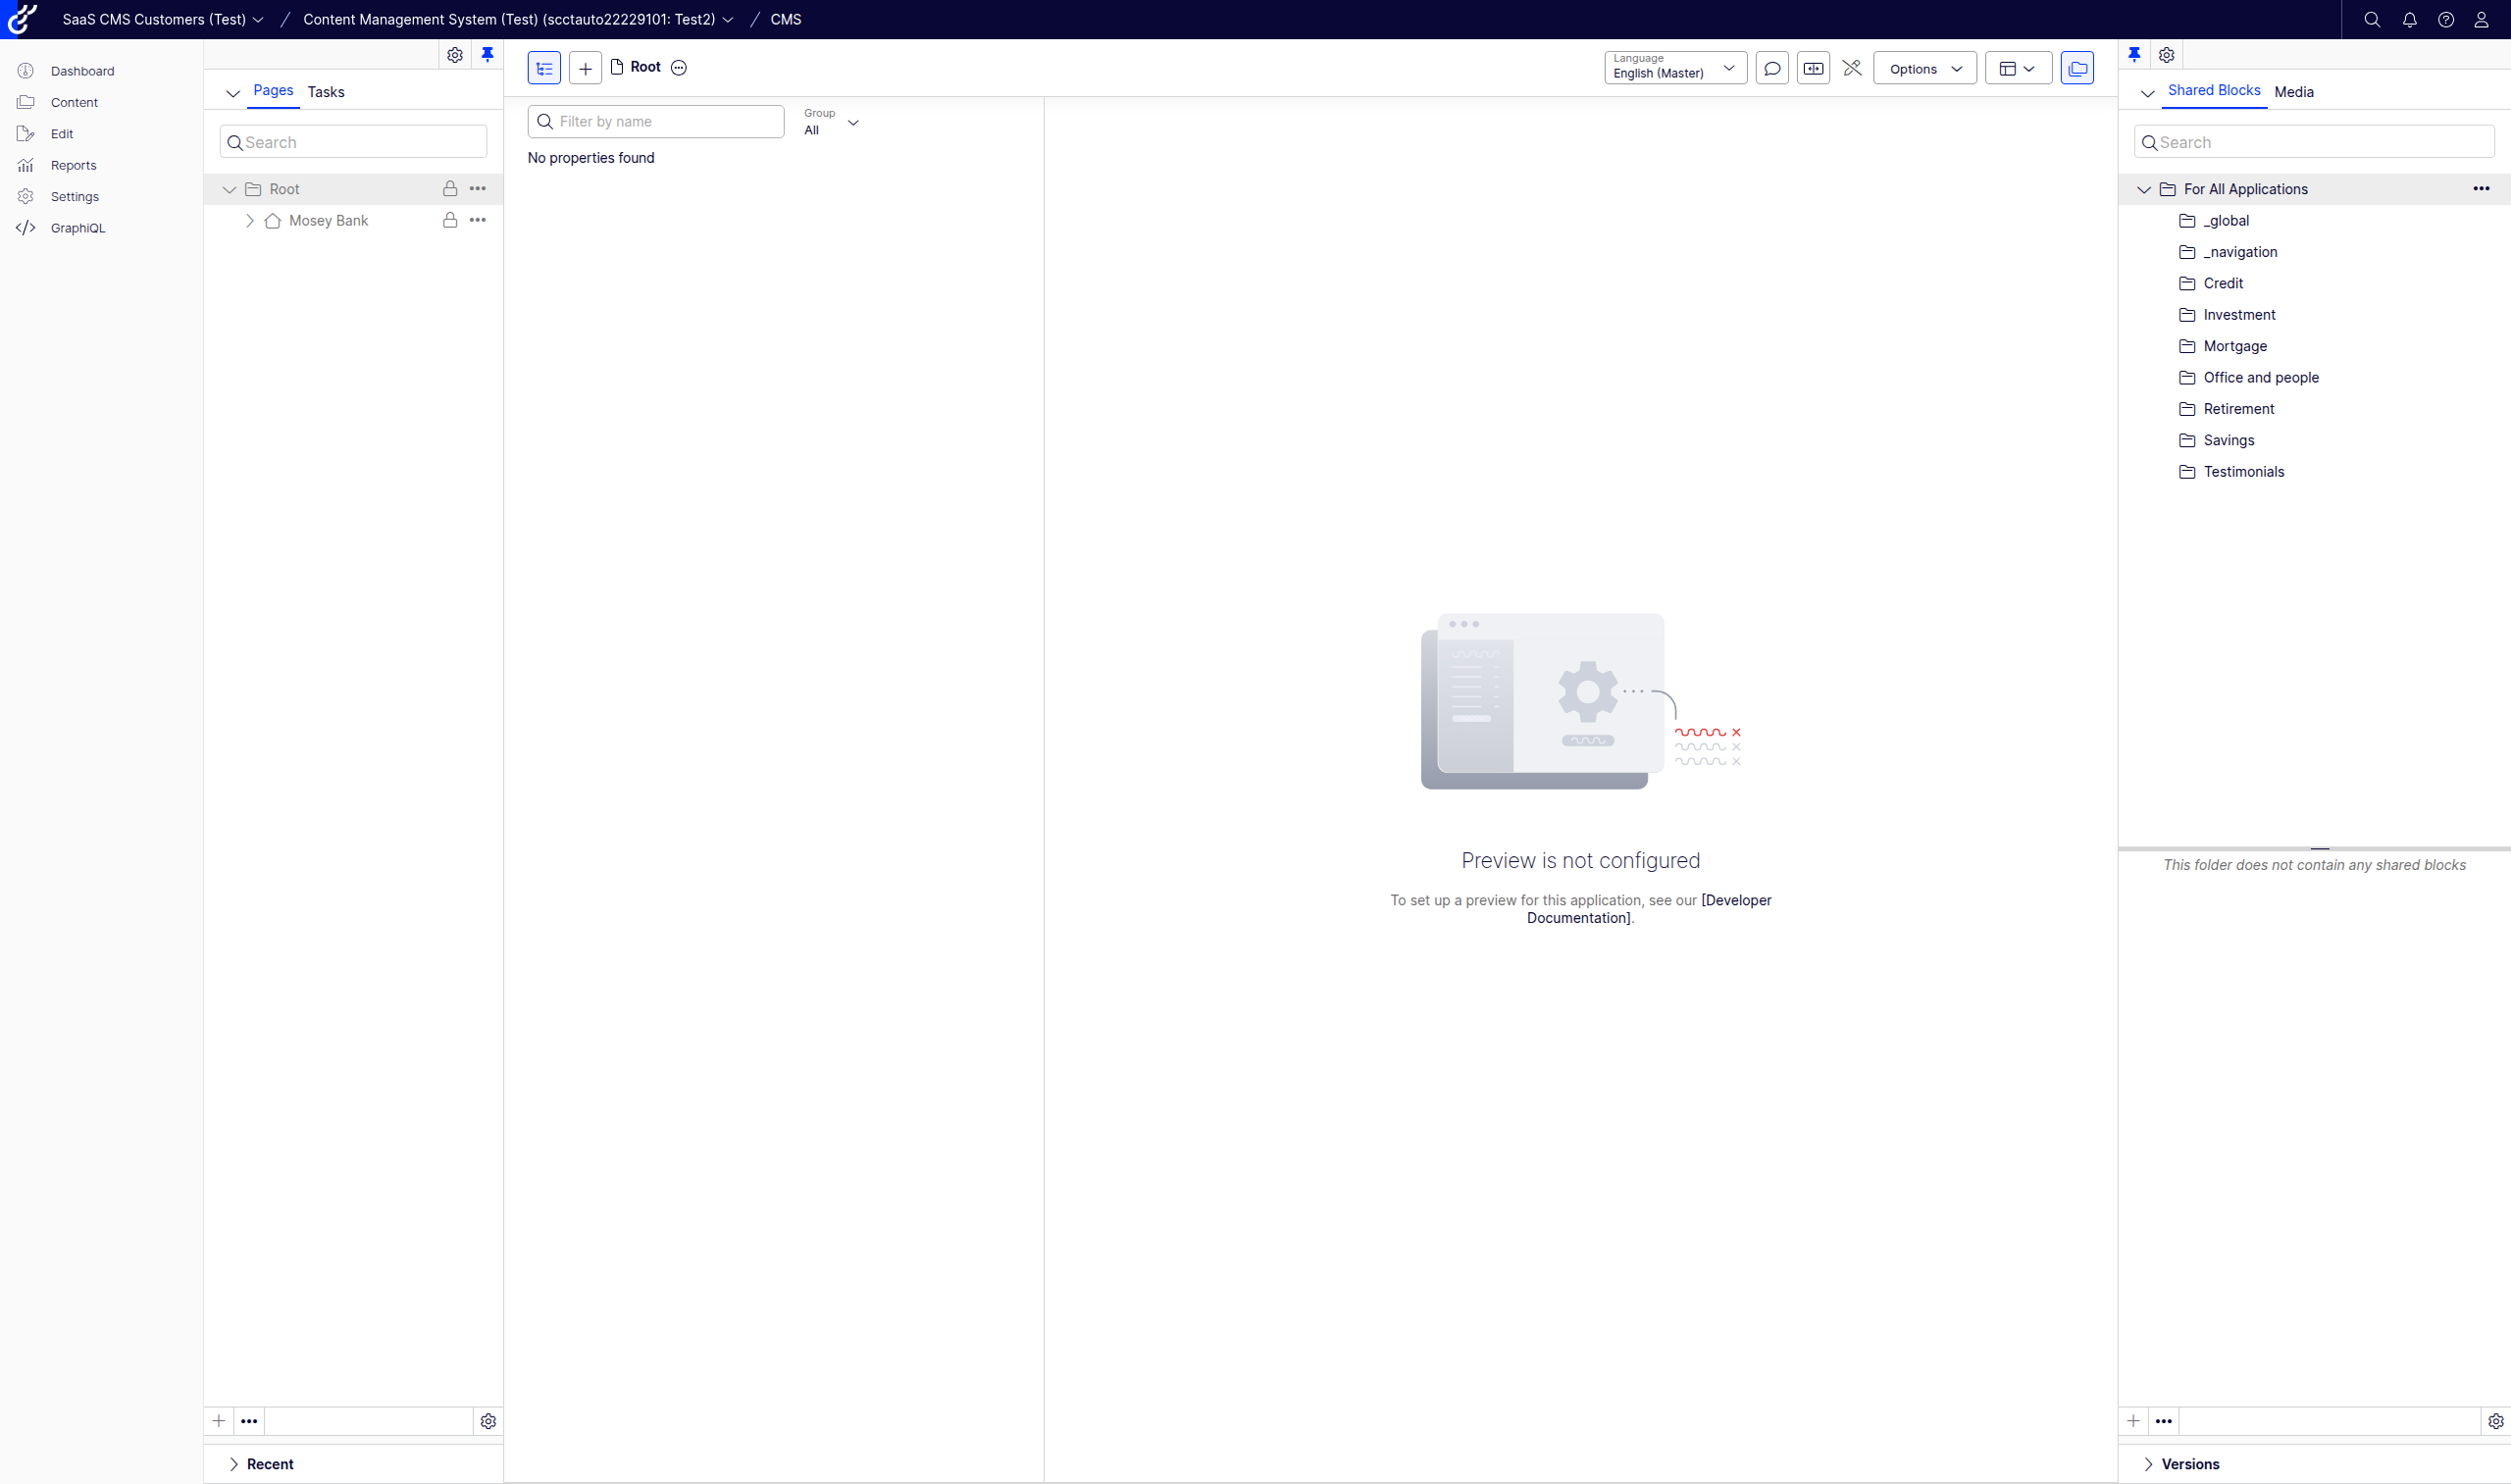 SaaS CMS Customers (Test) / Content Management System (Test) (scctauto22229101: Test2) / CMS
Dashboard
Content
Edit
Reports
Settings
GraphiQL
Pages Tasks
Search
Root
Mosey Bank
Recent
Root
Language
English (Master)
Options
Filter by name
Group
All
No properties found
Preview is not configured
To set up a preview for this application, see our [Developer
Documentation].
Shared Blocks Media
Search
For All Applications
_global
_navigation
Credit
Investment
Mortgage
Office and people
Retirement
Savings
Testimonials
This folder does not contain any shared blocks
Versions